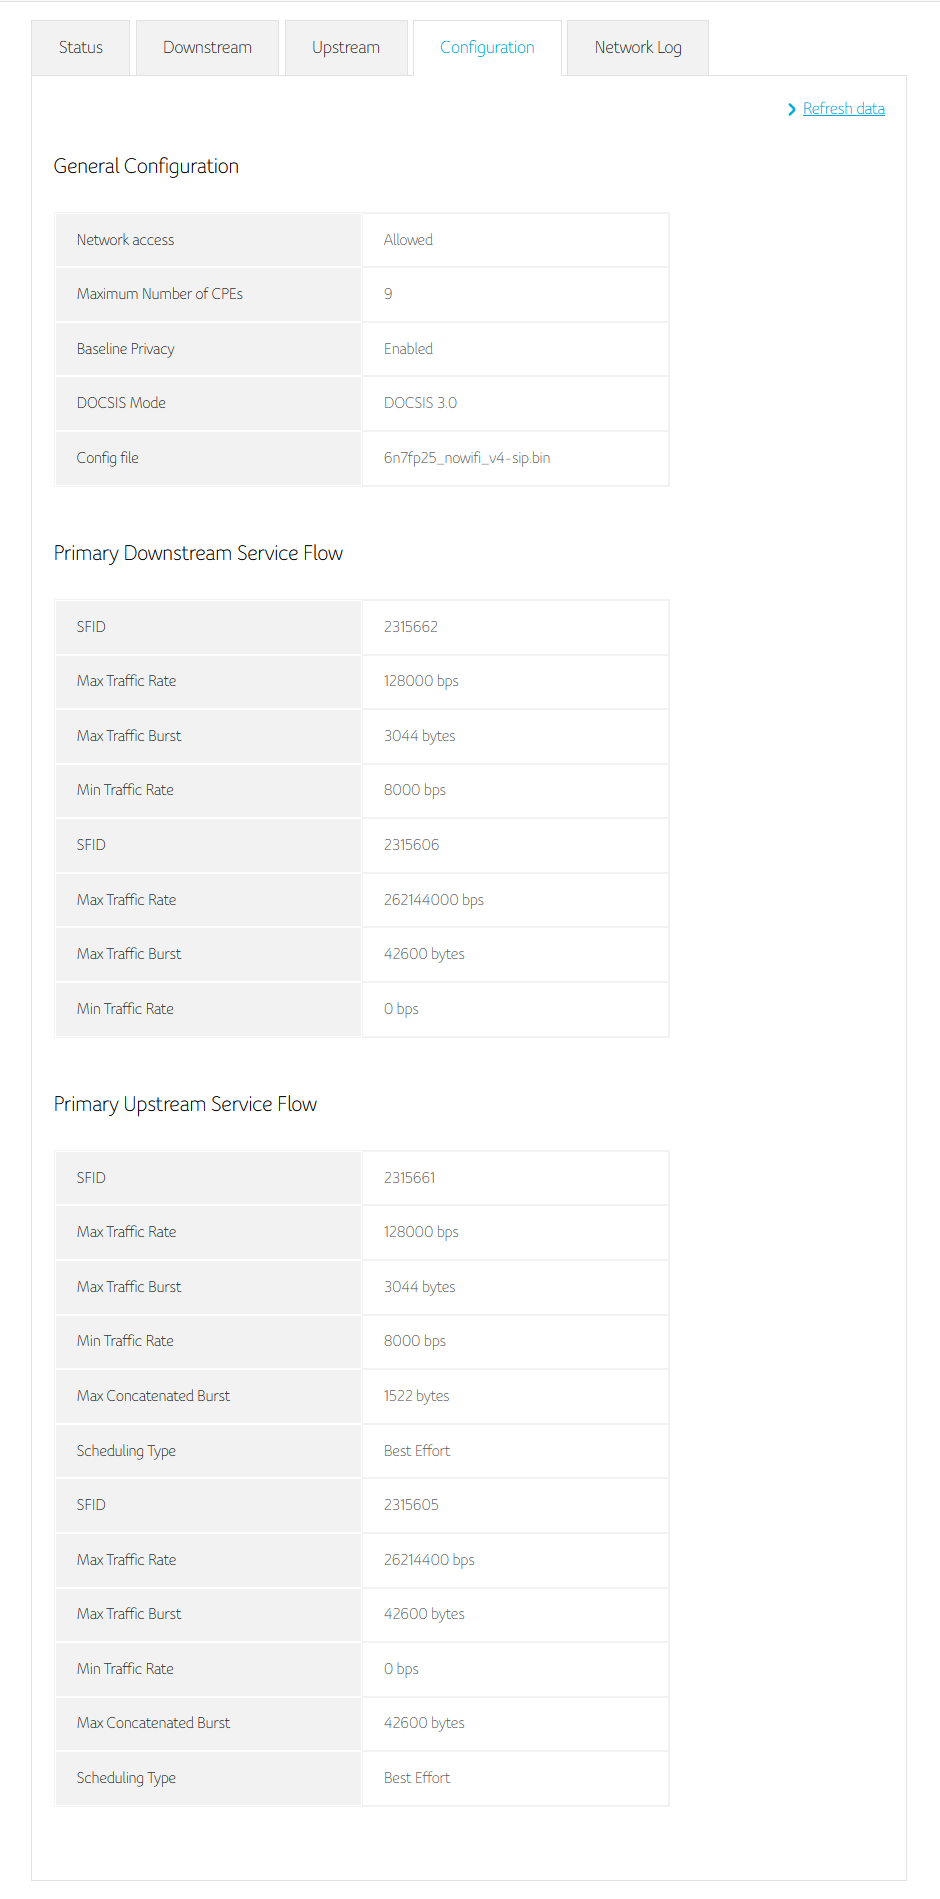 Status Downstream Upstream Configuration Network Log
Refresh data
General Configuration
Network access Allowed
Maximum Number of CPEs 9
Baseline Privacy Enabled
DOCSIS Mode DOCSIS 3.0
Config file 6n7fp25_nowifi_v4-sip.bin
Primary Downstream Service Flow
SFID 2315662
Max Traffic Rate 128000 bps
Max Traffic Burst 3044 bytes
Min Traffic Rate 8000 bps
SFID 2315606
Max Traffic Rate 262144000 bps
Max Traffic Burst 42600 bytes
Min Traffic Rate 0 bps
Primary Upstream Service Flow
SFID 2315661
Max Traffic Rate 128000 bps
Max Traffic Burst 3044 bytes
Min Traffic Rate 8000 bps
Max Concatenated Burst 1522 bytes
Scheduling Type Best Effort
SFID 2315605
Max Traffic Rate 26214400 bps
Max Traffic Burst 42600 bytes
Min Traffic Rate 0 bps
Max Concatenated Burst 42600 bytes
Scheduling Type Best Effort